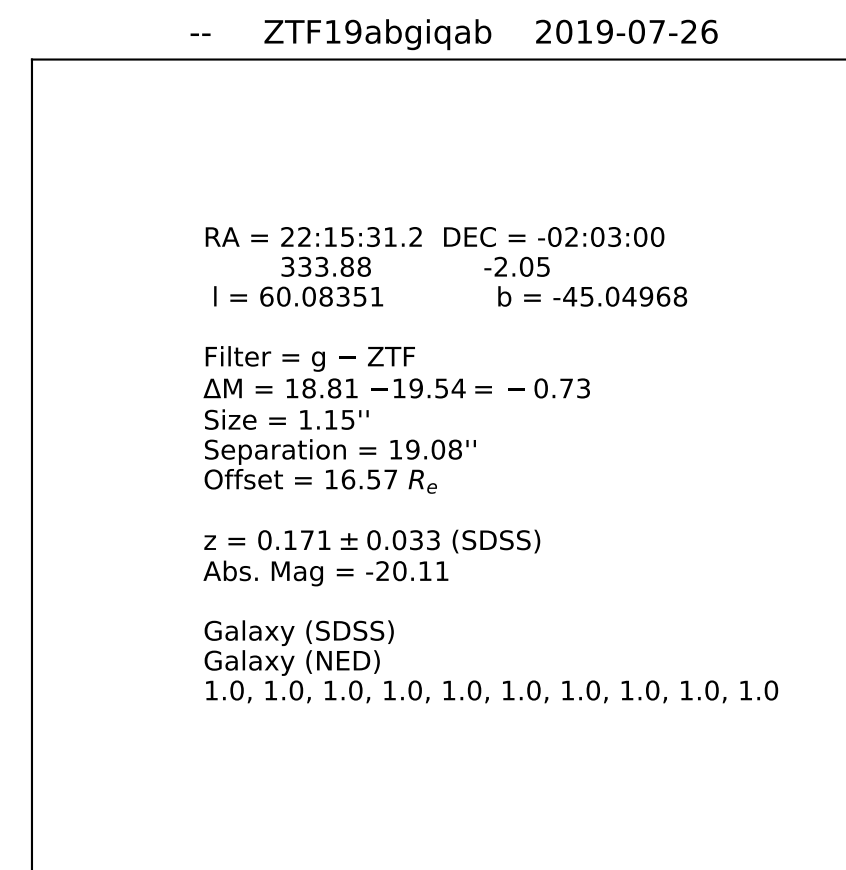 -- ZTF19abgiqab 2019-07-26
RA = 22:15:31.2 DEC = -02:03:00
333.88 -2.05
l = 60.08351 b = -45.04968
Filter = g − ZTF
ΔM = 18.81 −19.54 = − 0.73
Size = 1.15''
Separation = 19.08''
Offset = 16.57 Rₑ
z = 0.171 ± 0.033 (SDSS)
Abs. Mag = -20.11
Galaxy (SDSS)
Galaxy (NED)
1.0, 1.0, 1.0, 1.0, 1.0, 1.0, 1.0, 1.0, 1.0, 1.0